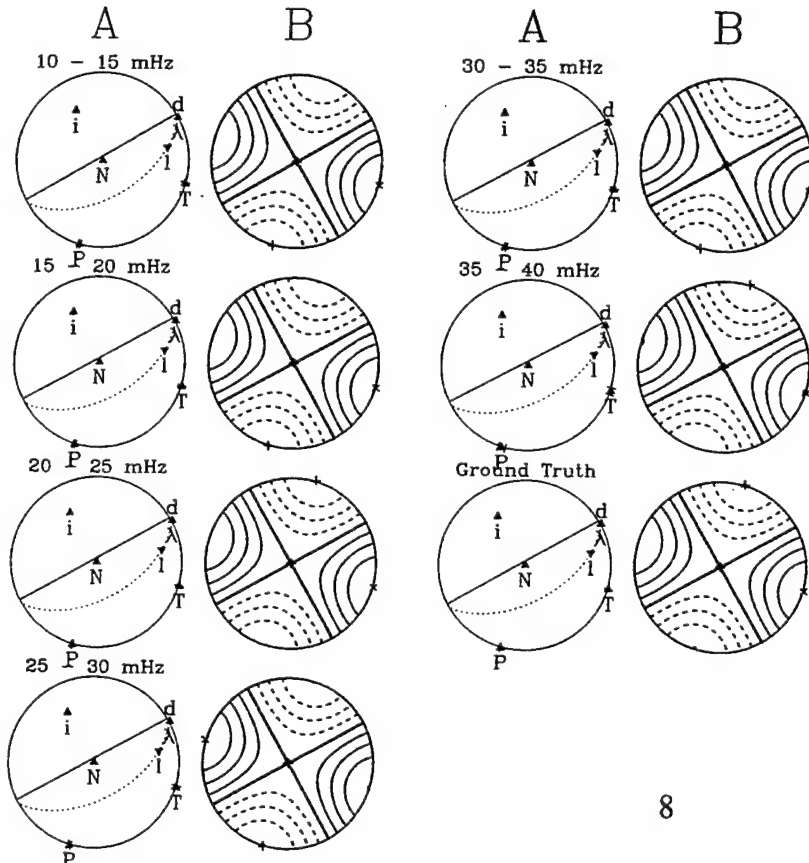 A B A B
10 - 15 mHz
d
i
λ
l
N
T
P
15 - 20 mHz
d
i
λ
l
N
T
P
20 - 25 mHz
d
i
λ
l
N
T
P
25 - 30 mHz
d
i
λ
l
N
T
P
30 - 35 mHz
d
i
λ
l
N
T
P
35 - 40 mHz
d
i
λ
l
N
T
P
Ground Truth
d
i
λ
l
N
T
P
8